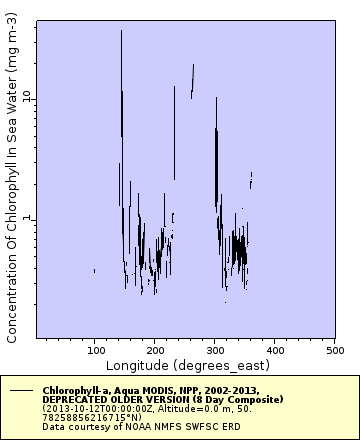 Concentration Of Chlorophyll In Sea Water (mg m-3)
10
1
100
200
300
400
500
Longitude (degrees_east)
Chlorophyll-a, Aqua MODIS, NPP, 2002-2013,
DEPRECATED OLDER VERSION (8 Day Composite)
(2013-10-12T00:00:00Z, Altitude=0.0 m, 50.
78258856216715°N)
Data courtesy of NOAA NMFS SWFSC ERD